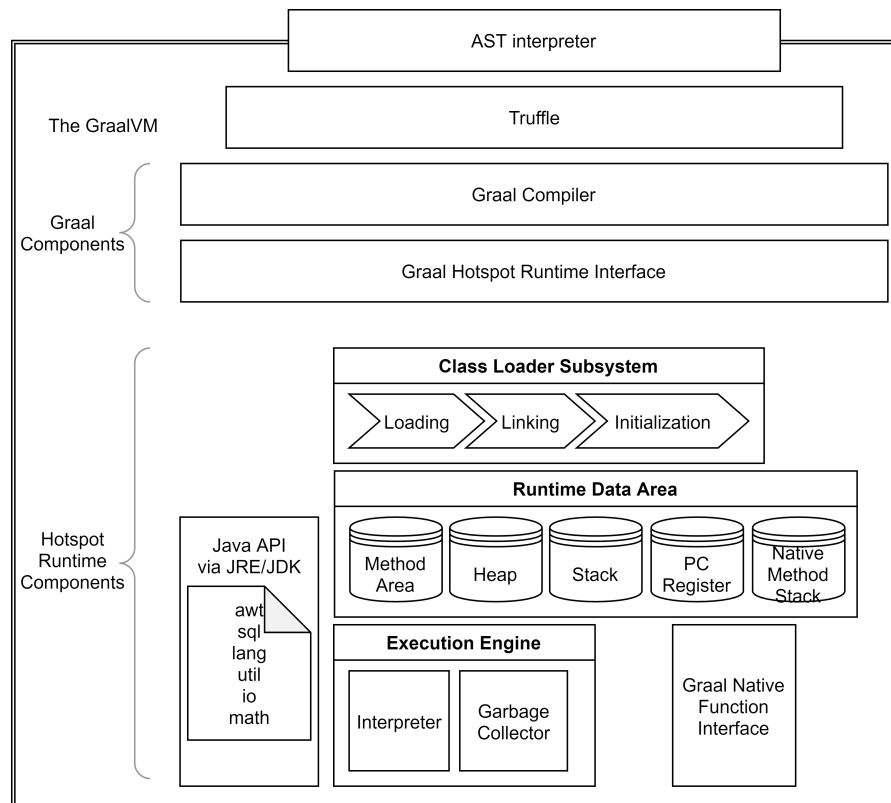 AST interpreter
The GraalVM
Truffle
Graal
Components
Graal Compiler
Graal Hotspot Runtime Interface
Hotspot
Runtime
Components
Class Loader Subsystem
Loading
Linking
Initialization
Runtime Data Area
Method
Area
Heap
Stack
PC
Register
Native
Method
Stack
Java API
via JRE/JDK
awt
sql
lang
util
io
math
Execution Engine
Interpreter
Garbage
Collector
Graal Native
Function
Interface